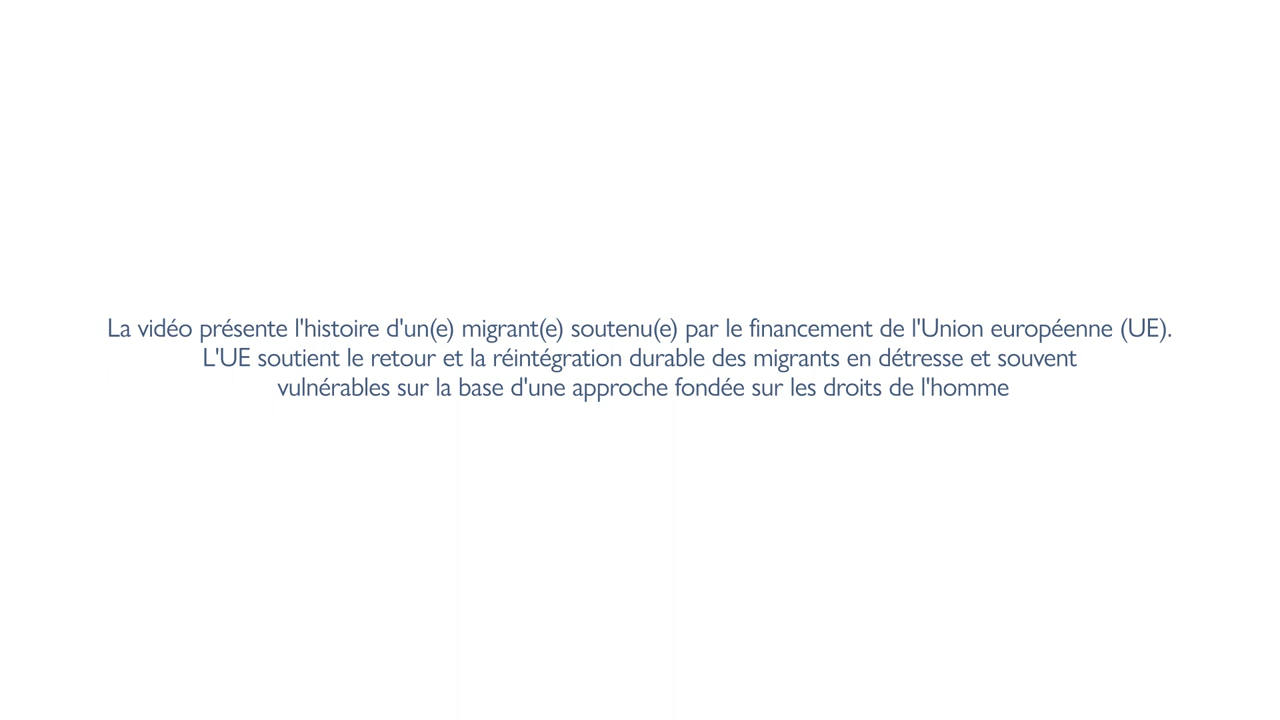 La vidéo présente l'histoire d'un(e) migrant(e) soutenu(e) par le financement de l'Union européenne (UE).
L'UE soutient le retour et la réintégration durable des migrants en détresse et souvent
vulnérables sur la base d'une approche fondée sur les droits de l'homme